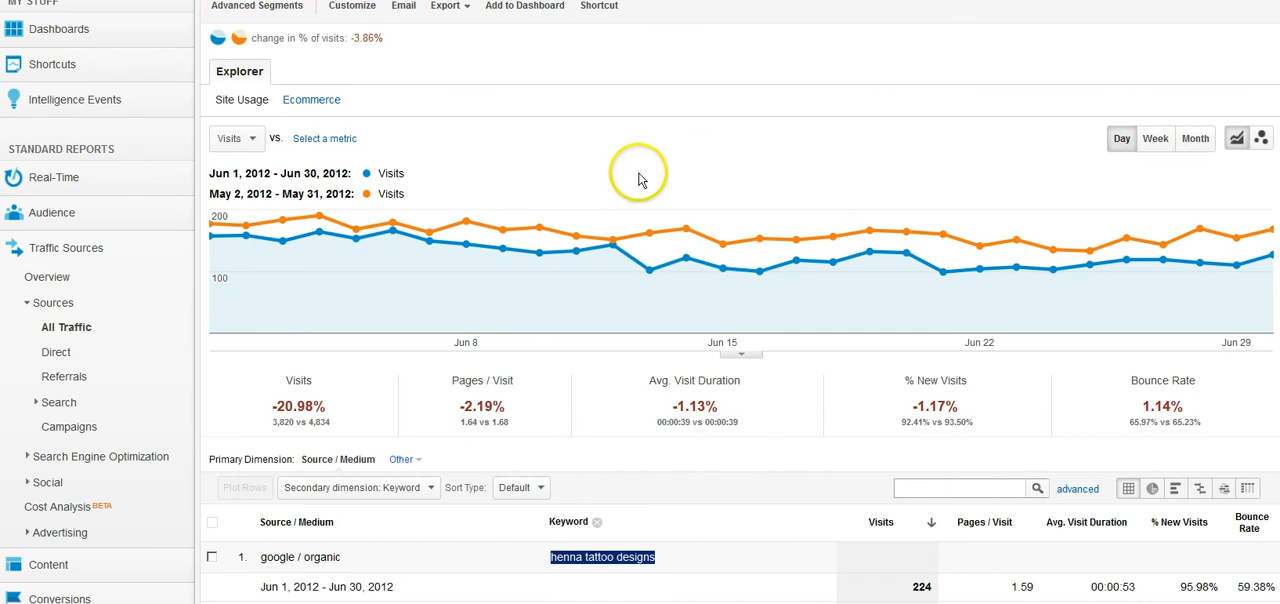 MY STUFF
Dashboards
Shortcuts
Intelligence Events
STANDARD REPORTS
Real-Time
Audience
Traffic Sources
Overview
Sources
All Traffic
Direct
Referrals
Search
Campaigns
Search Engine Optimization
Social
Cost Analysis BETA
Advertising
Content
Conversions
Advanced Segments Customize Email Export Add to Dashboard Shortcut
change in % of visits: -3.86%
Explorer
Site Usage Ecommerce
Visits VS. Select a metric Day Week Month
Jun 1, 2012 - Jun 30, 2012: Visits
May 2, 2012 - May 31, 2012: Visits
200
100
Jun 8 Jun 15 Jun 22 Jun 29
Visits Pages / Visit Avg. Visit Duration % New Visits Bounce Rate
-20.98% -2.19% -1.13% -1.17% 1.14%
3,820 vs 4,834 1.64 vs 1.68 00:00:39 vs 00:00:39 92.41% vs 93.50% 65.97% vs 65.23%
Primary Dimension: Source / Medium Other
Plot Rows Secondary dimension: Keyword Sort Type: Default advanced
Source / Medium Keyword Visits Pages / Visit Avg. Visit Duration % New Visits Bounce Rate
1. google / organic henna tattoo designs
Jun 1, 2012 - Jun 30, 2012 224 1.59 00:00:53 95.98% 59.38%